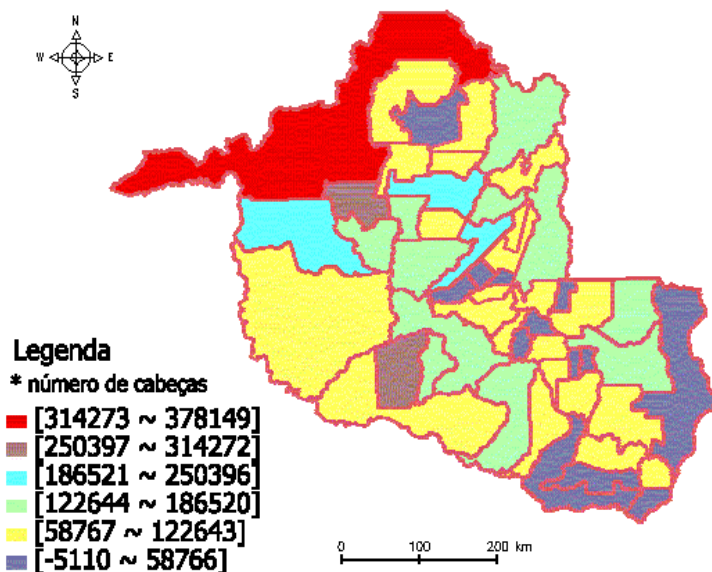 N
W E
S
Legenda
* número de cabeças
[314273 ~ 378149]
[250397 ~ 314272]
[186521 ~ 250396]
[122644 ~ 186520]
[58767 ~ 122643]
[-5110 ~ 58766]
0 100 200 km